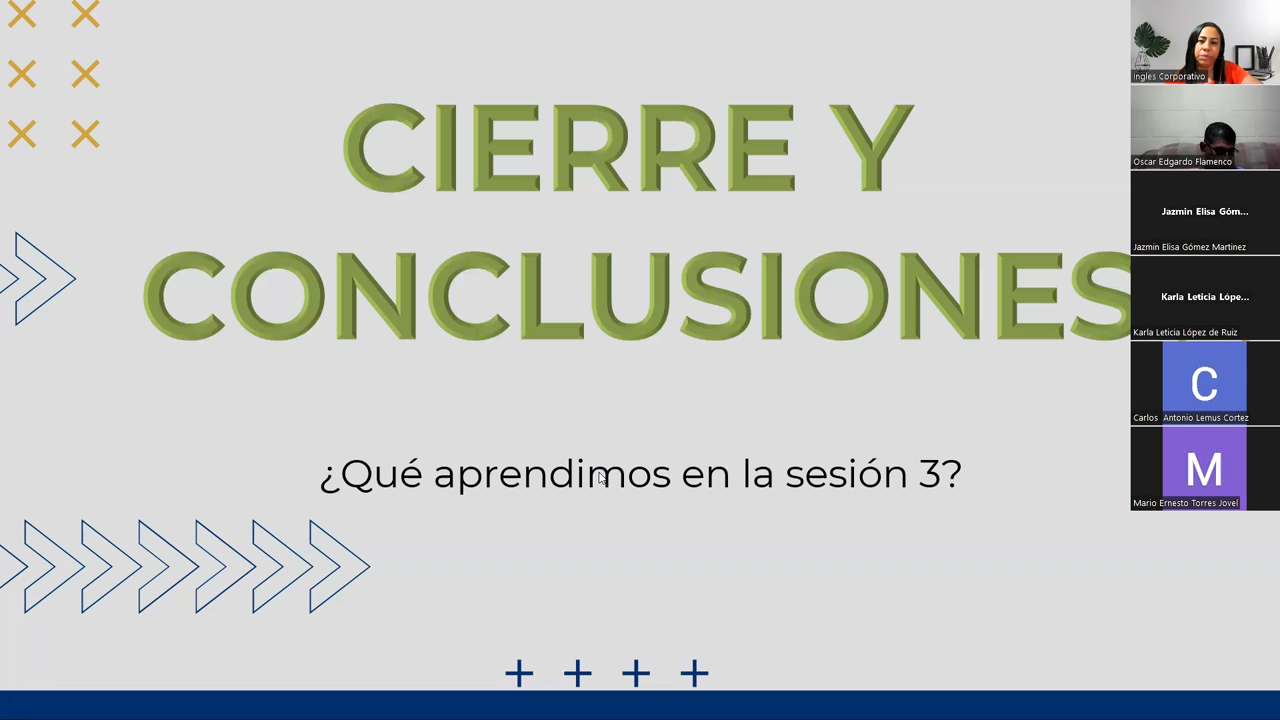 CIERRE Y
CONCLUSIONES
¿Qué aprendimos en la sesión 3?
Ingles Corporativo
Oscar Edgardo Flamenco
Jazmin Elisa Góm...
Jazmin Elisa Gómez Martinez
Karla Leticia Lópe...
Karla Leticia López de Ruiz
C
Carlos Antonio Lemus Cortez
M
Mario Ernesto Torres Jovel